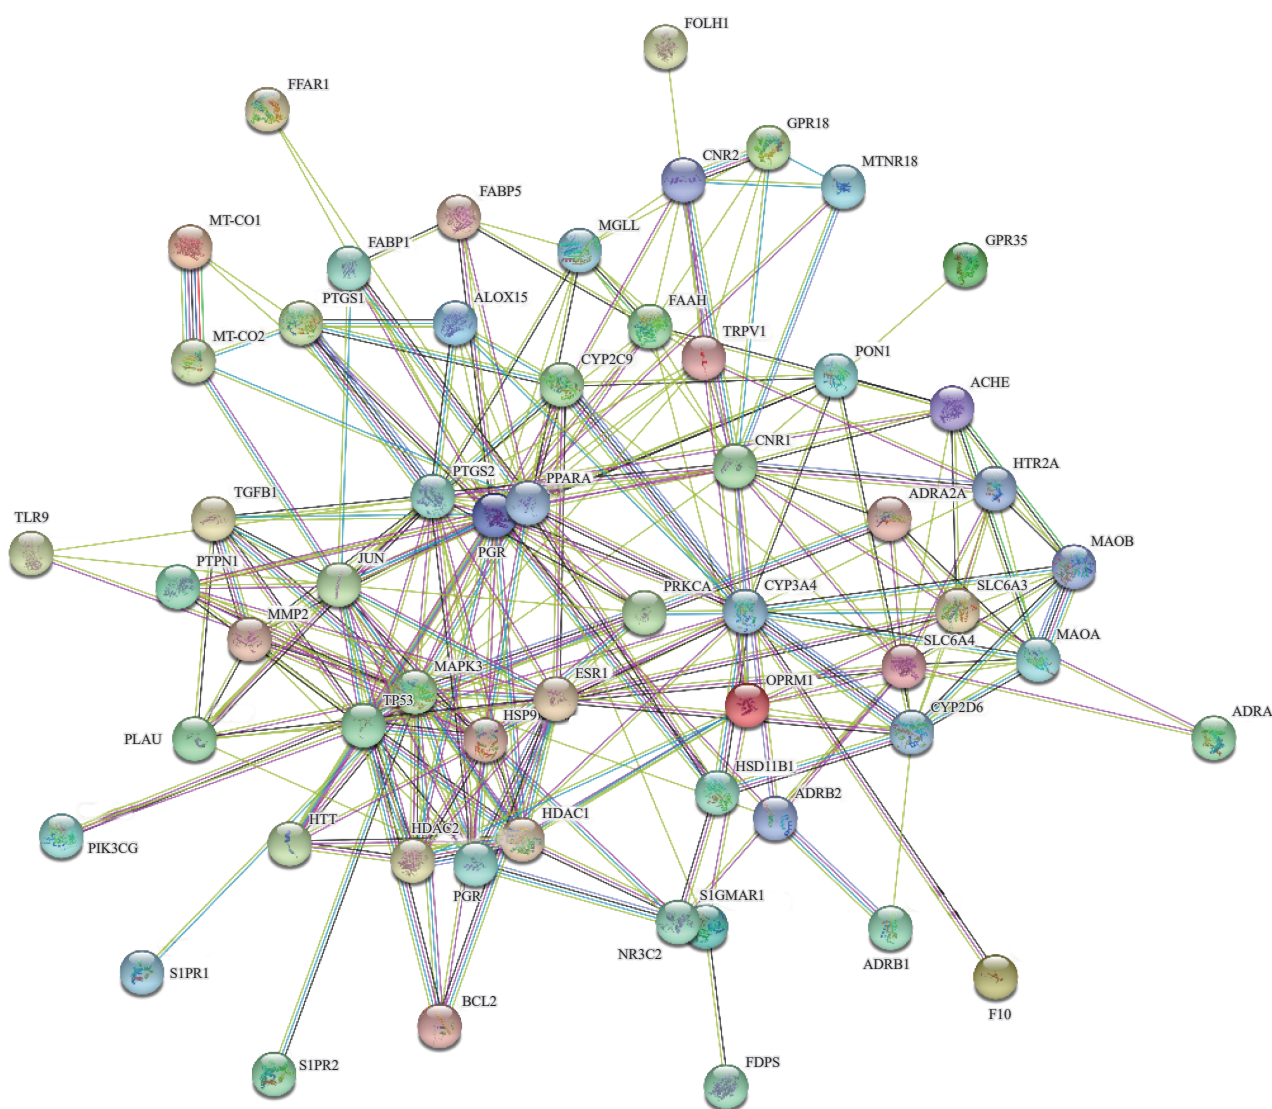 FOLH1
FFAR1
GPR18
CNR2
MTNR18
FABP5
MT-CO1
FABP1
MGLL
GPR35
PTGS1
ALOX15
FAAH
TRPV1
MT-CO2
CYP2C9
PON1
ACHE
CNR1
PTGS2
PPARA
HTR2A
TGFB1
ADRA2A
TLR9
PTPN1
JUN
PGR
MAOB
PRKCA
CYP3A4
SLC6A3
MMP2
SLC6A4
MAOA
MAPK3
ESR1
OPRM1
TP53
HSP9
CYP2D6
ADRA
PLAU
HSD11B1
ADRB2
HTT
HDAC2
HDAC1
PIK3CG
PGR
S1GMAR1
NR3C2
ADRB1
S1PR1
BCL2
F10
S1PR2
FDPS